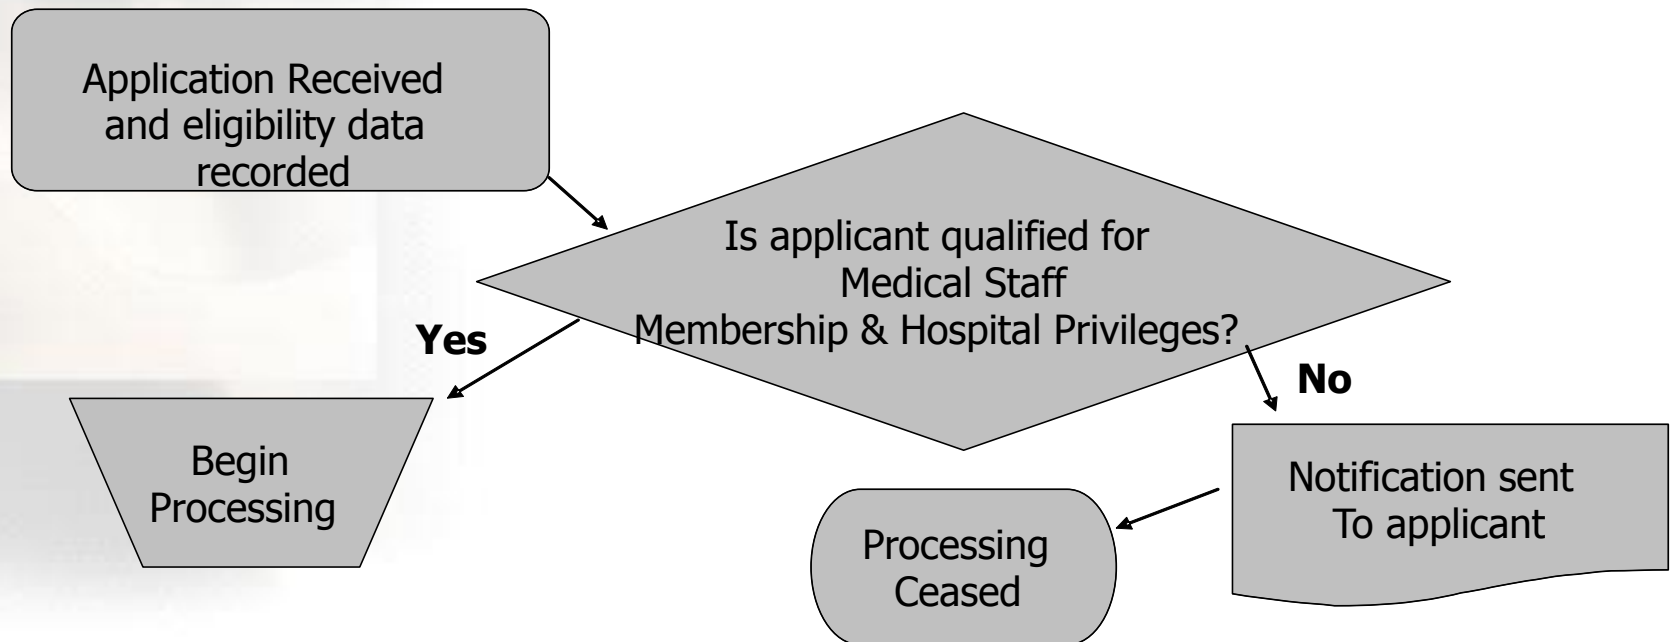 Application Received
and eligibility data
recorded
Is applicant qualified for
Medical Staff
Membership & Hospital Privileges?
Yes
No
Begin
Processing
Notification sent
To applicant
Processing
Ceased